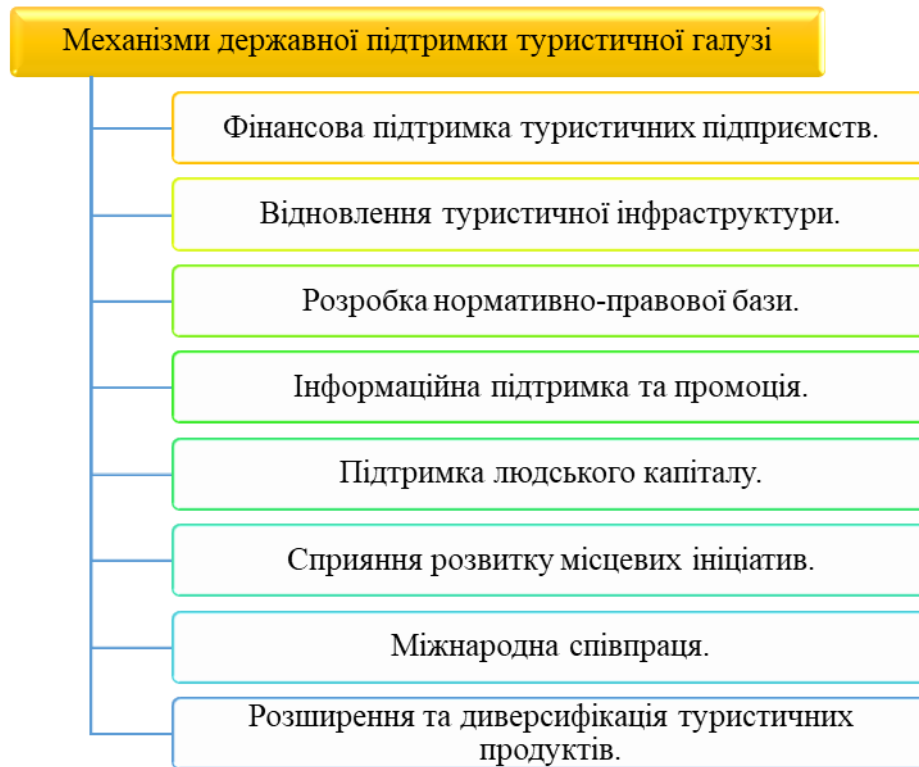 Механізми державної підтримки туристичної галузі
Фінансова підтримка туристичних підприємств.
Відновлення туристичної інфраструктури.
Розробка нормативно-правової бази.
Інформаційна підтримка та промоція.
Підтримка людського капіталу.
Сприяння розвитку місцевих ініціатив.
Міжнародна співпраця.
Розширення та диверсифікація туристичних
продуктів.